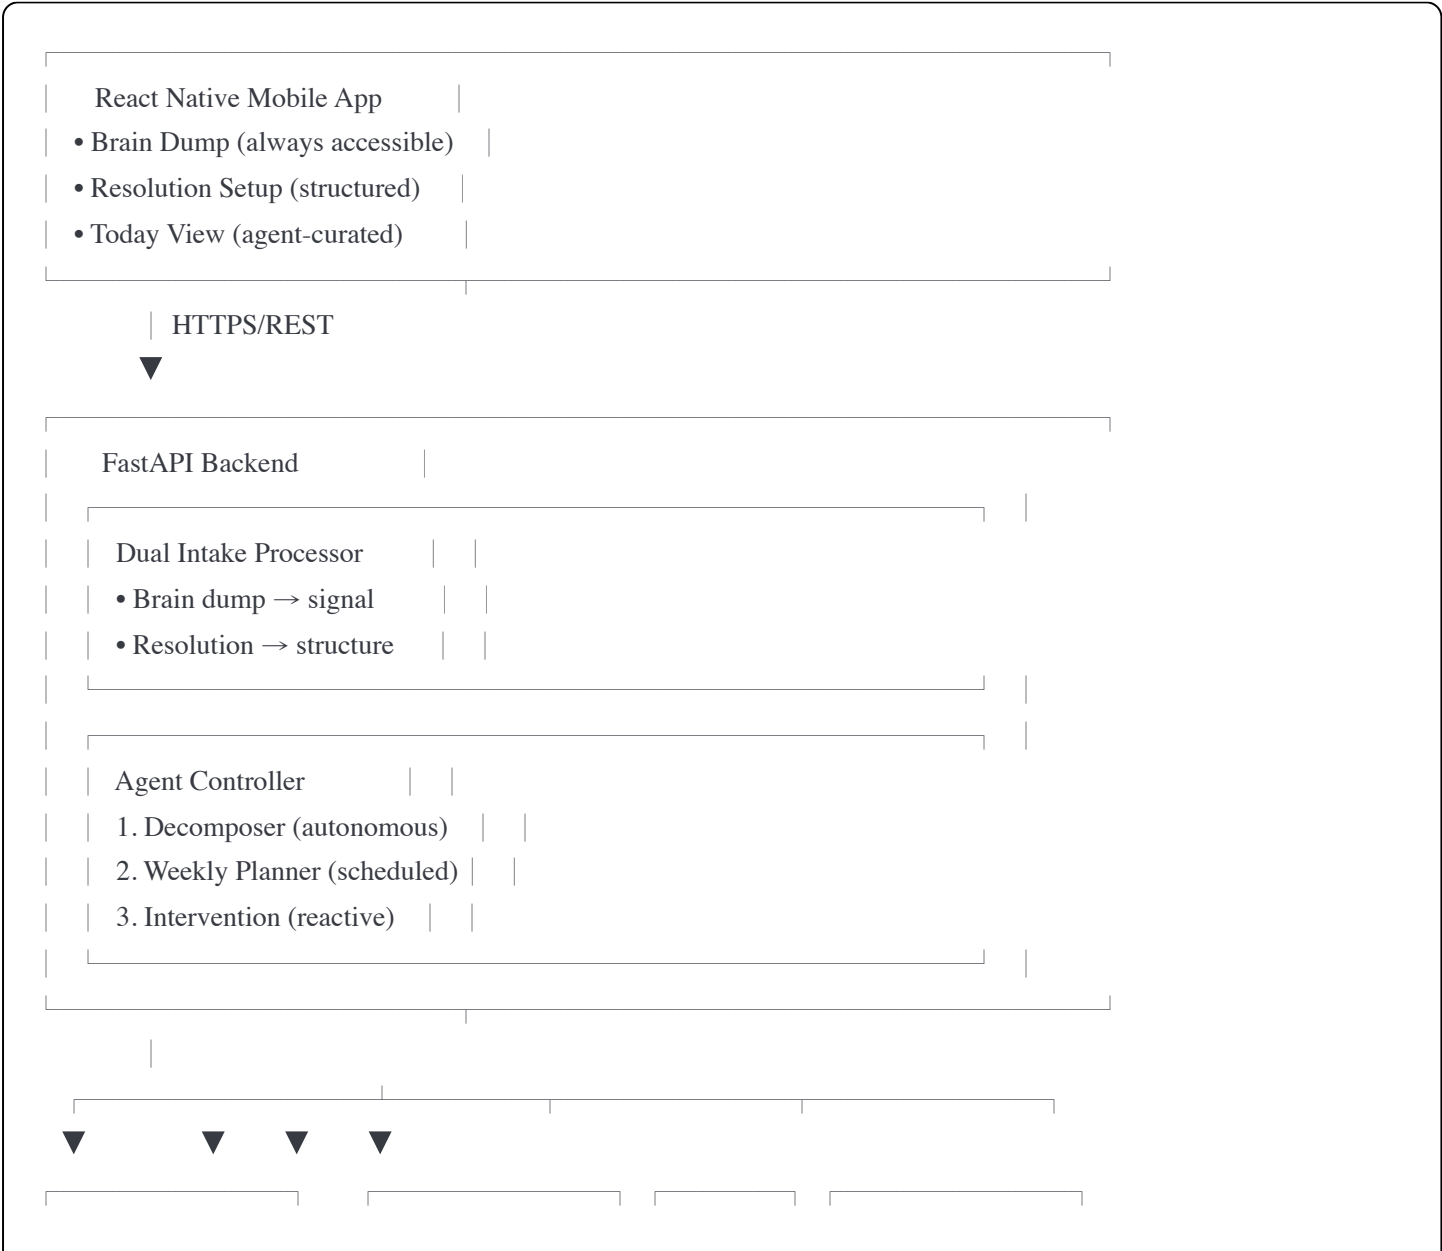 React Native Mobile App
• Brain Dump (always accessible)
• Resolution Setup (structured)
• Today View (agent-curated)
HTTPS/REST
▼
FastAPI Backend
Dual Intake Processor
• Brain dump → signal
• Resolution → structure
Agent Controller
1. Decomposer (autonomous)
2. Weekly Planner (scheduled)
3. Intervention (reactive)
▼ ▼ ▼ ▼